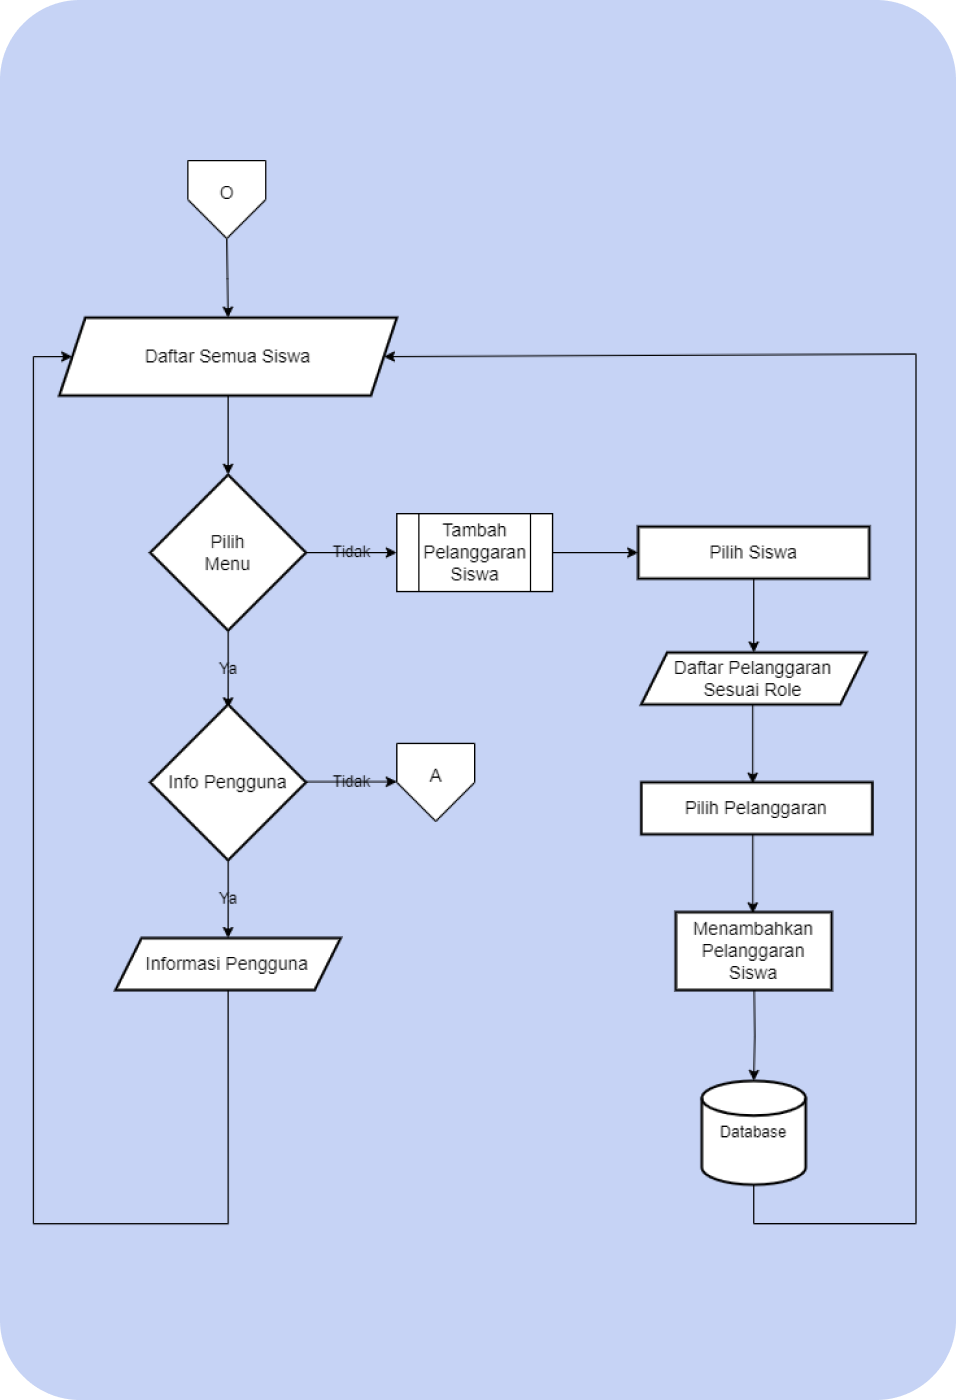 O
Daftar Semua Siswa
Pilih
Menu
Tidak
Tambah
Pelanggaran
Siswa
Pilih Siswa
Ya
Daftar Pelanggaran
Sesuai Role
Info Pengguna
Tidak
A
Pilih Pelanggaran
Ya
Menambahkan
Pelanggaran
Siswa
Informasi Pengguna
Database